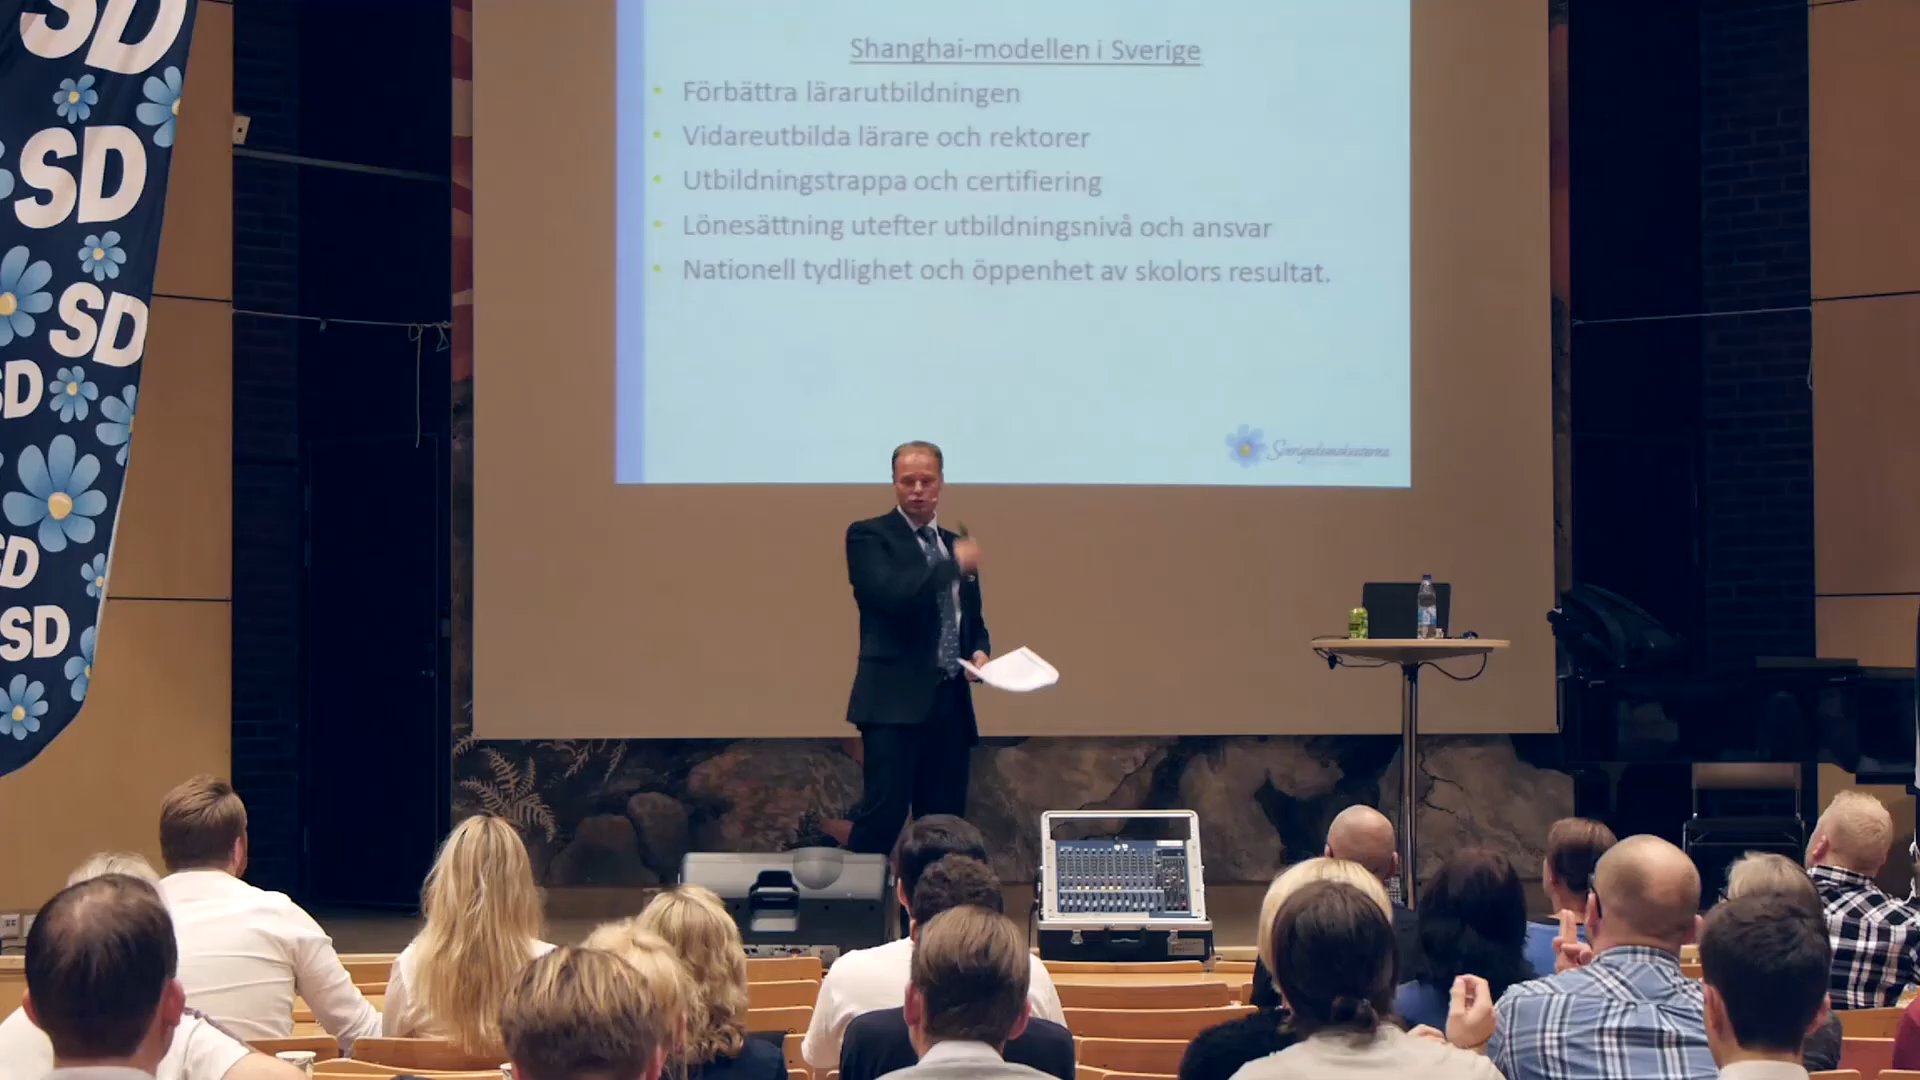 SD
SD
SD
SD
SD
SD
Shanghai-modellen i Sverige
• Förbättra lärarutbildningen
• Vidareutbilda lärare och rektorer
• Utbildningstrappa och certifiering
• Lönesättning utefter utbildningsnivå och ansvar
• Nationell tydlighet och öppenhet av skolors resultat.
Sverigedemokraterna